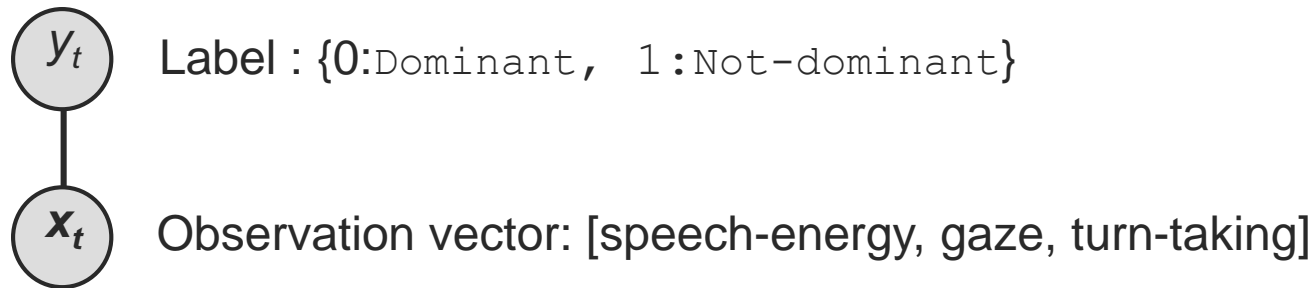 yₜ Label : {0:Dominant, 1:Not-dominant}
xₜ Observation vector: [speech-energy, gaze, turn-taking]